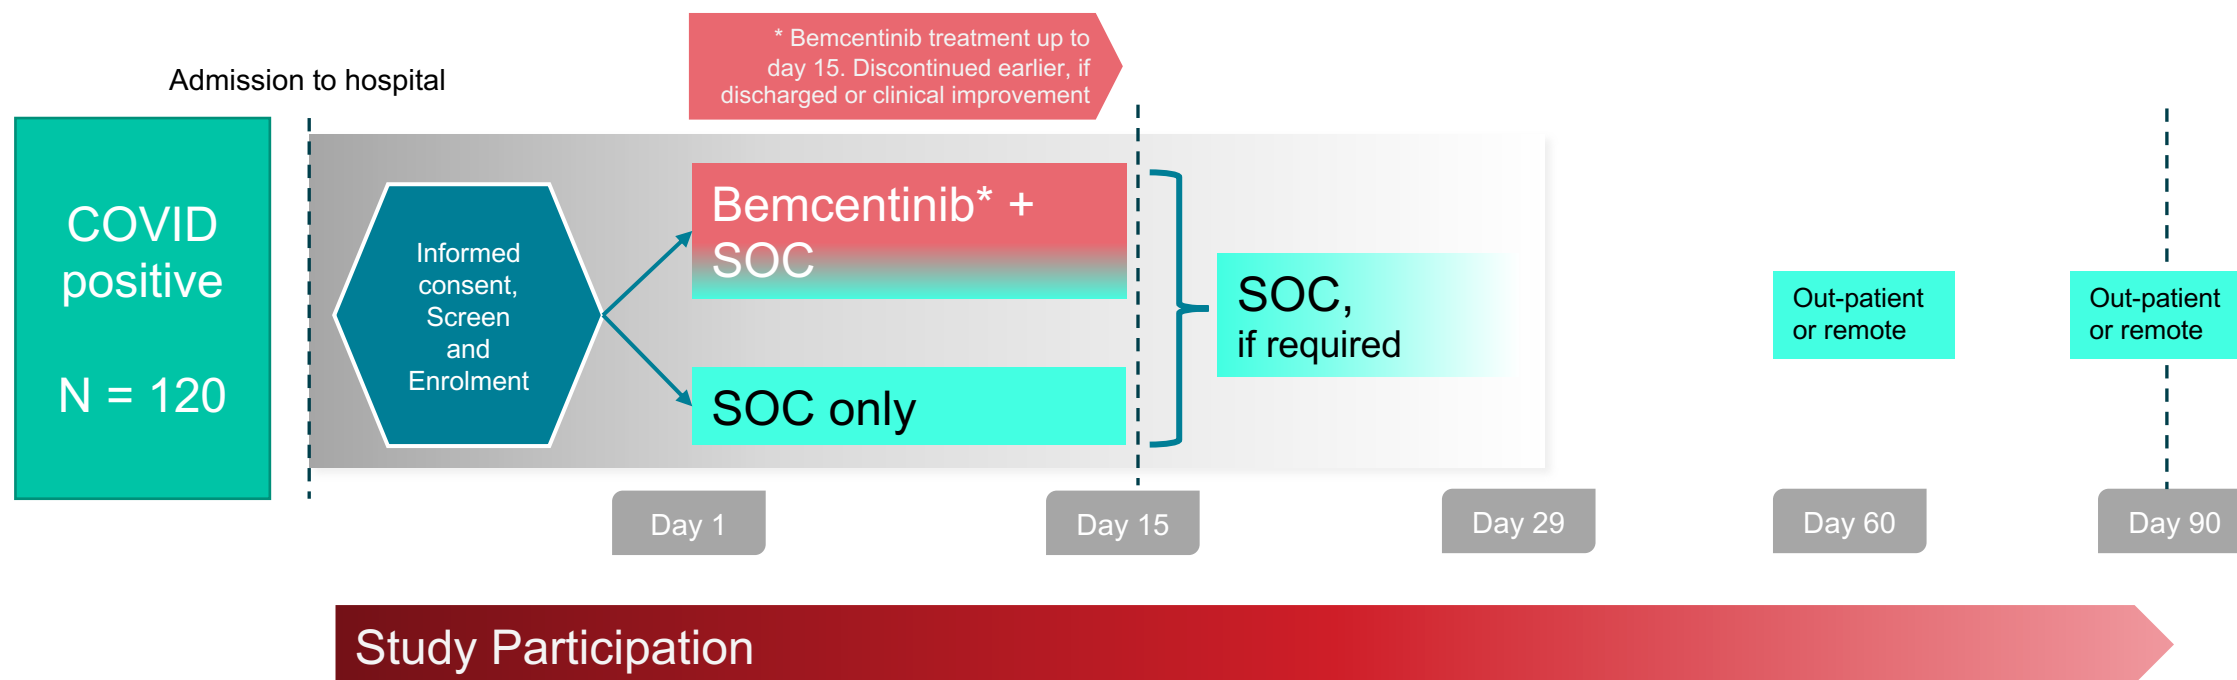 * Bemcentinib treatment up to
day 15. Discontinued earlier, if
discharged or clinical improvement
Admission to hospital
COVID
positive
N = 120
Informed
consent,
Screen
and
Enrolment
Bemcentinib* +
SOC
SOC only
SOC,
if required
Out-patient
or remote
Out-patient
or remote
Day 1
Day 15
Day 29
Day 60
Day 90
Study Participation